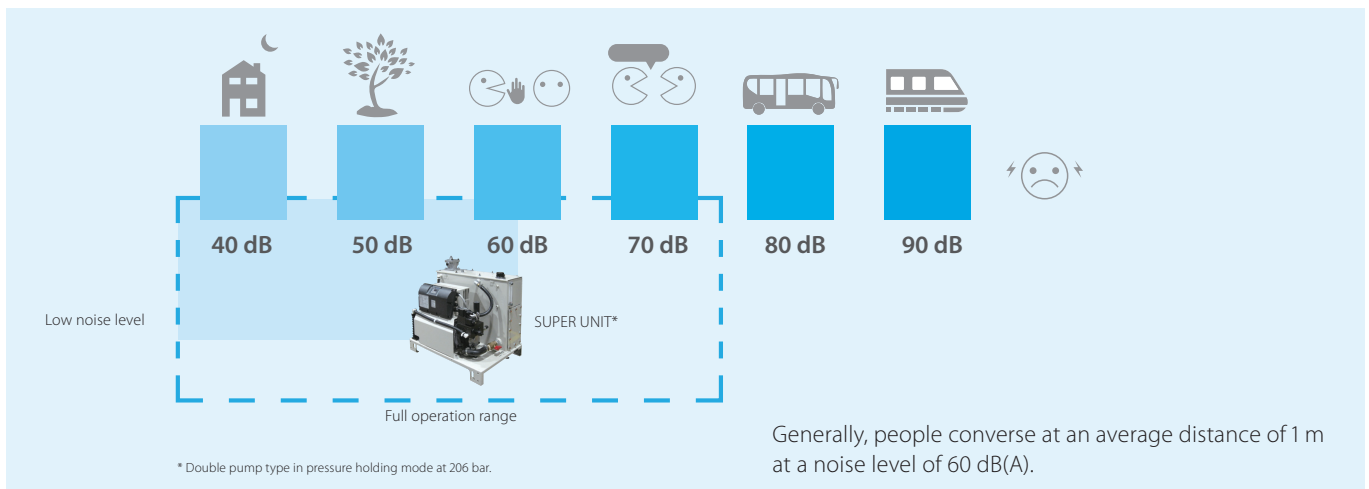 40 dB
50 dB
60 dB
70 dB
80 dB
90 dB
Low noise level
SUPER UNIT*
Full operation range
Generally, people converse at an average distance of 1 m
at a noise level of 60 dB(A).
* Double pump type in pressure holding mode at 206 bar.